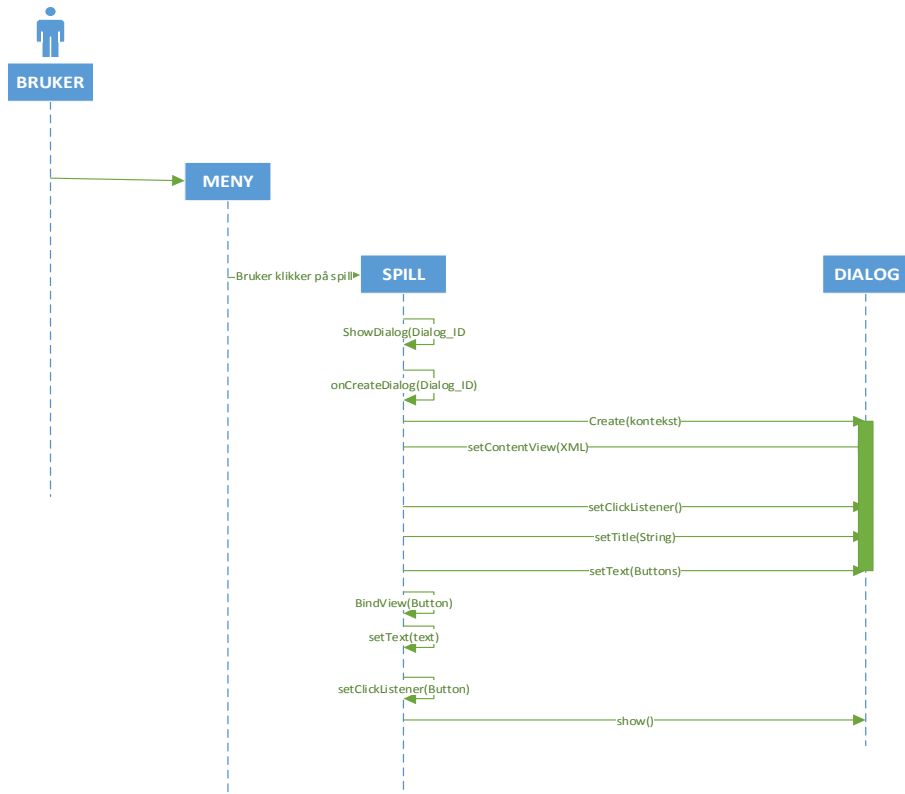 BRUKER
MENY
Bruker klikker på spill
SPILL
DIALOG
ShowDialog(Dialog_ID
onCreateDialog(Dialog_ID)
Create(kontekst)
setContentView(XML)
setClickListener()
setTitle(String)
setText(Buttons)
BindView(Button)
setText(text)
setClickListener(Button)
show()